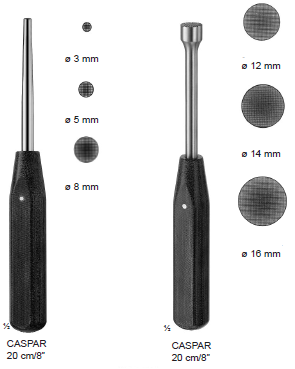 ø 3 mm
ø 5 mm
ø 8 mm
½
CASPAR
20 cm/8"
ø 12 mm
ø 14 mm
ø 16 mm
½
CASPAR
20 cm/8"